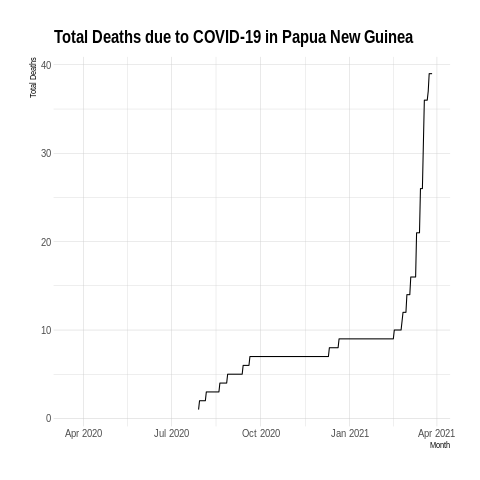 Total Deaths due to COVID-19 in Papua New Guinea
Total Deaths
40
30
20
10
0
Apr 2020 Jul 2020 Oct 2020 Jan 2021 Apr 2021
Month